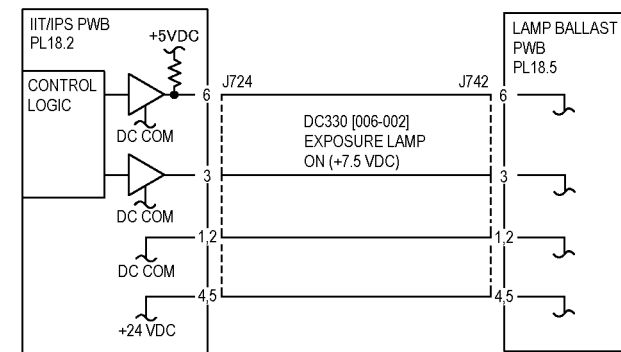 IIT/IPS PWB
PL18.2
+5VDC
LAMP BALLAST
PWB
PL18.5
CONTROL
LOGIC
J724
J742
6
6
DC COM
DC330 [006-002]
EXPOSURE LAMP
ON (+7.5 VDC)
3
3
DC COM
1,2
1,2
DC COM
4,5
4,5
+24 VDC